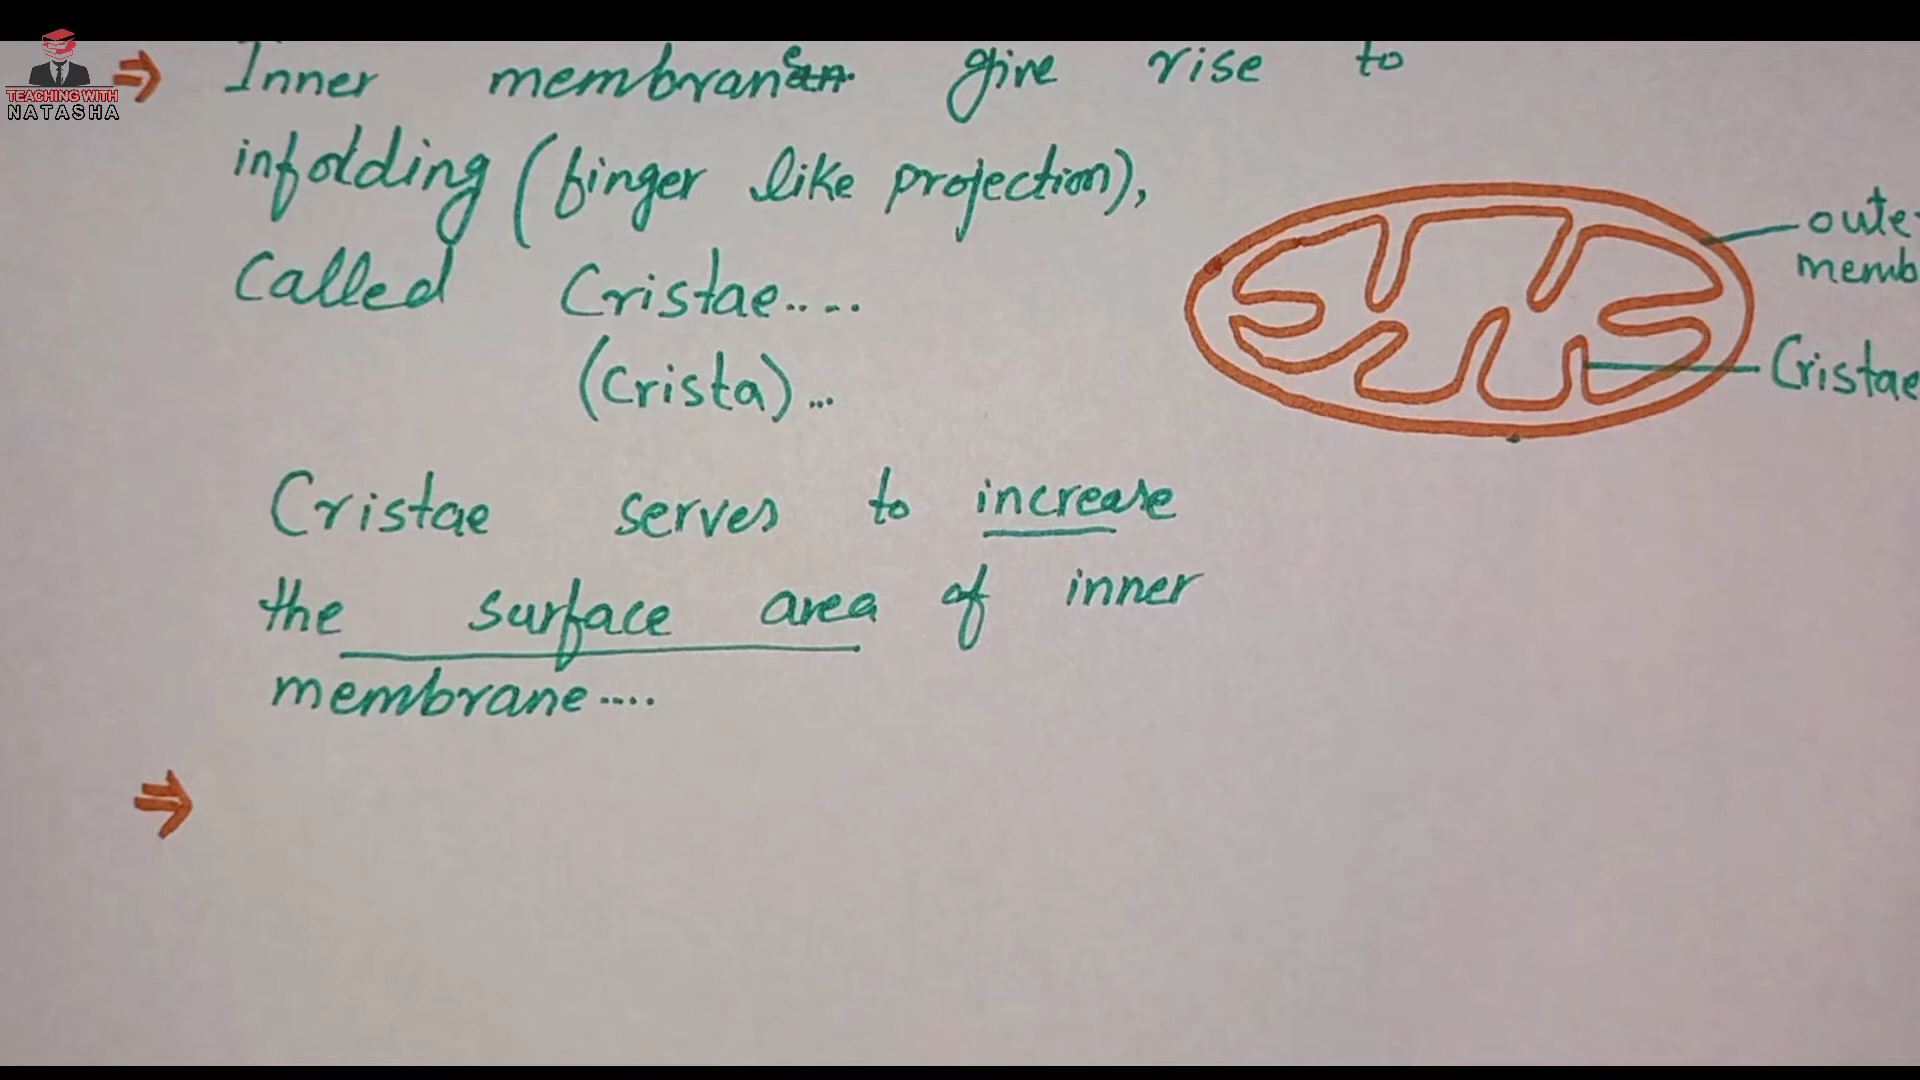 TEACHING WITH
NATASHA
⇒ Inner membrane give rise to
infolding (finger like projection),
Called Cristae....
(Crista)...
Cristae serves to increase
the surface area of inner
membrane....
⇒
oute
memb
Cristae